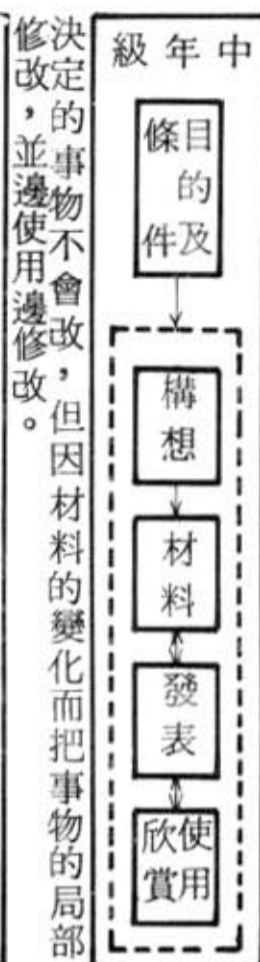 中年級
目的及
條件
構想
材料
發表
使用
欣賞
決定的事物不會改，但因材料的變化而把事物的局部
修改，並邊使用邊修改。